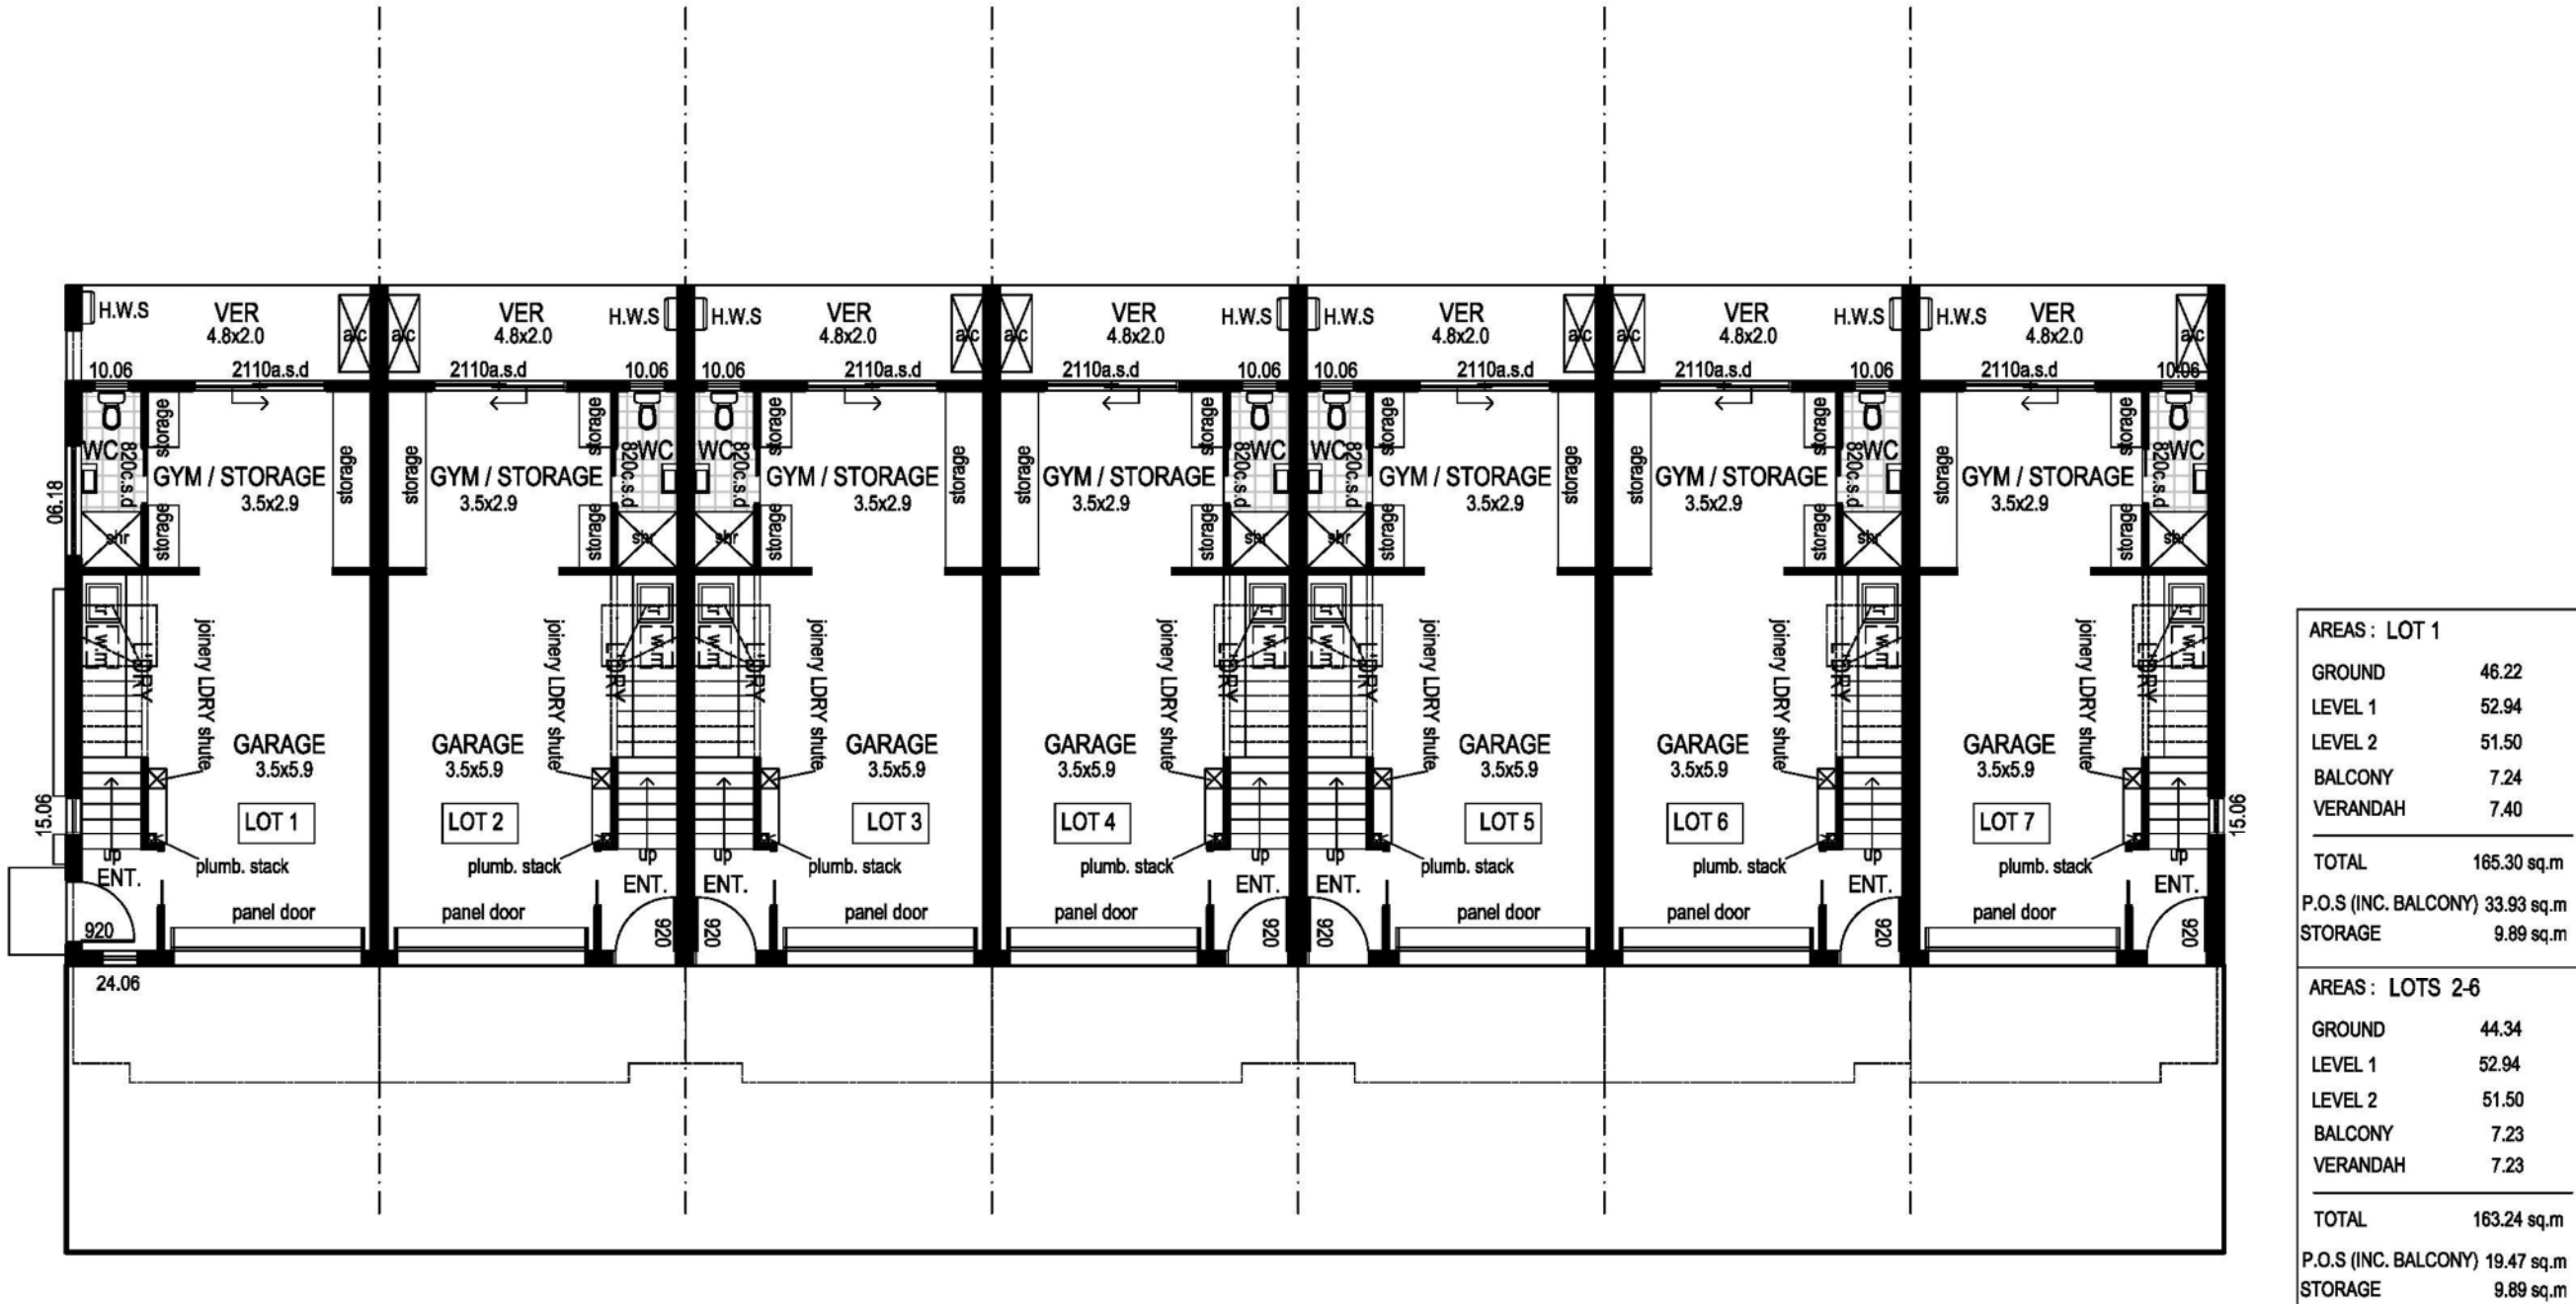 H.W.S
VER
4.8x2.0
a/c
a/c
VER
4.8x2.0
H.W.S
H.W.S
VER
4.8x2.0
a/c
a/c
VER
4.8x2.0
H.W.S
H.W.S
VER
4.8x2.0
a/c
a/c
VER
4.8x2.0
H.W.S
H.W.S
VER
4.8x2.0
a/c
10.06
2110a.s.d
2110a.s.d
10.06
10.06
2110a.s.d
2110a.s.d
10.06
10.06
2110a.s.d
2110a.s.d
10.06
2110a.s.d
10.06
06.18
WC
820c.s.d
storage
storage
shr
GYM / STORAGE
3.5x2.9
storage
storage
GYM / STORAGE
3.5x2.9
storage
storage
820c.s.d
WC
shr
WC
820c.s.d
storage
storage
shr
GYM / STORAGE
3.5x2.9
storage
GYM / STORAGE
3.5x2.9
storage
storage
820c.s.d
WC
shr
WC
820c.s.d
storage
storage
shr
GYM / STORAGE
3.5x2.9
storage
storage
GYM / STORAGE
3.5x2.9
storage
storage
820c.s.d
WC
shr
storage
GYM / STORAGE
3.5x2.9
storage
storage
820c.s.d
WC
shr
15.06
tr
w.m
L'DRY
joinery LDRY shute
GARAGE
3.5x5.9
LOT 1
up
ENT.
plumb. stack
920
panel door
24.06
GARAGE
3.5x5.9
LOT 2
joinery LDRY shute
tr
w.m
L'DRY
plumb. stack
up
ENT.
panel door
920
tr
w.m
L'DRY
joinery LDRY shute
GARAGE
3.5x5.9
LOT 3
up
ENT.
plumb. stack
920
panel door
GARAGE
3.5x5.9
LOT 4
joinery LDRY shute
tr
w.m
L'DRY
plumb. stack
up
ENT.
panel door
920
tr
w.m
L'DRY
joinery LDRY shute
GARAGE
3.5x5.9
LOT 5
up
ENT.
plumb. stack
920
panel door
GARAGE
3.5x5.9
LOT 6
joinery LDRY shute
tr
w.m
L'DRY
plumb. stack
up
ENT.
panel door
920
GARAGE
3.5x5.9
LOT 7
joinery LDRY shute
tr
w.m
L'DRY
plumb. stack
up
ENT.
panel door
920
15.06
AREAS : LOT 1
GROUND 46.22
LEVEL 1 52.94
LEVEL 2 51.50
BALCONY 7.24
VERANDAH 7.40
TOTAL 165.30 sq.m
P.O.S (INC. BALCONY) 33.93 sq.m
STORAGE 9.89 sq.m
AREAS : LOTS 2-6
GROUND 44.34
LEVEL 1 52.94
LEVEL 2 51.50
BALCONY 7.23
VERANDAH 7.23
TOTAL 163.24 sq.m
P.O.S (INC. BALCONY) 19.47 sq.m
STORAGE 9.89 sq.m